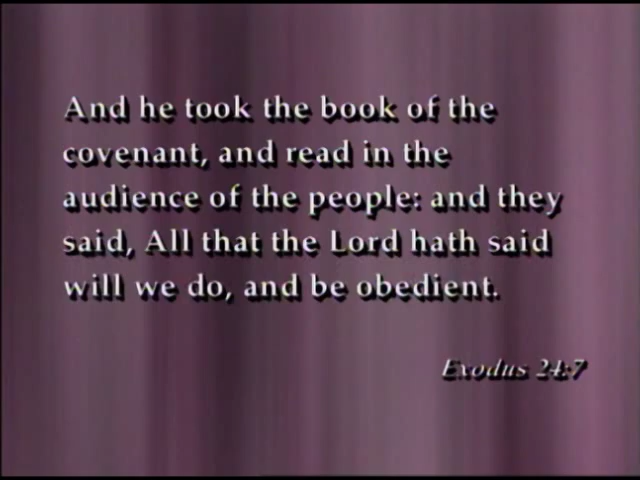 And he took the book of the
covenant, and read in the
audience of the people: and they
said, All that the Lord hath said
will we do, and be obedient.
Exodus 24:7